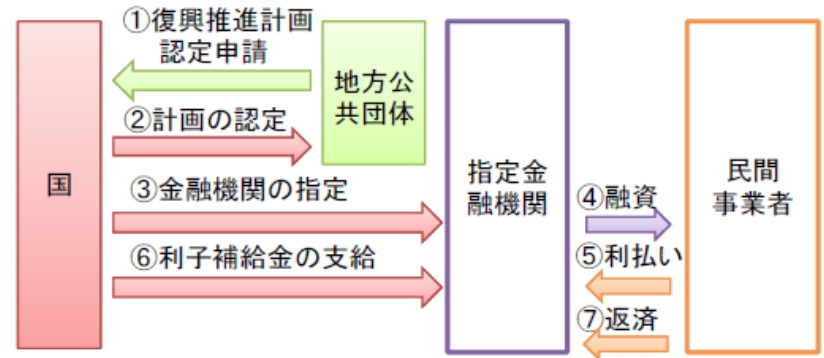 ①復興推進計画
認定申請
地方公
共団体
②計画の認定
国
③金融機関の指定
指定金
融機関
民間
事業者
④融資
⑥利子補給金の支給
⑤利払い
⑦返済